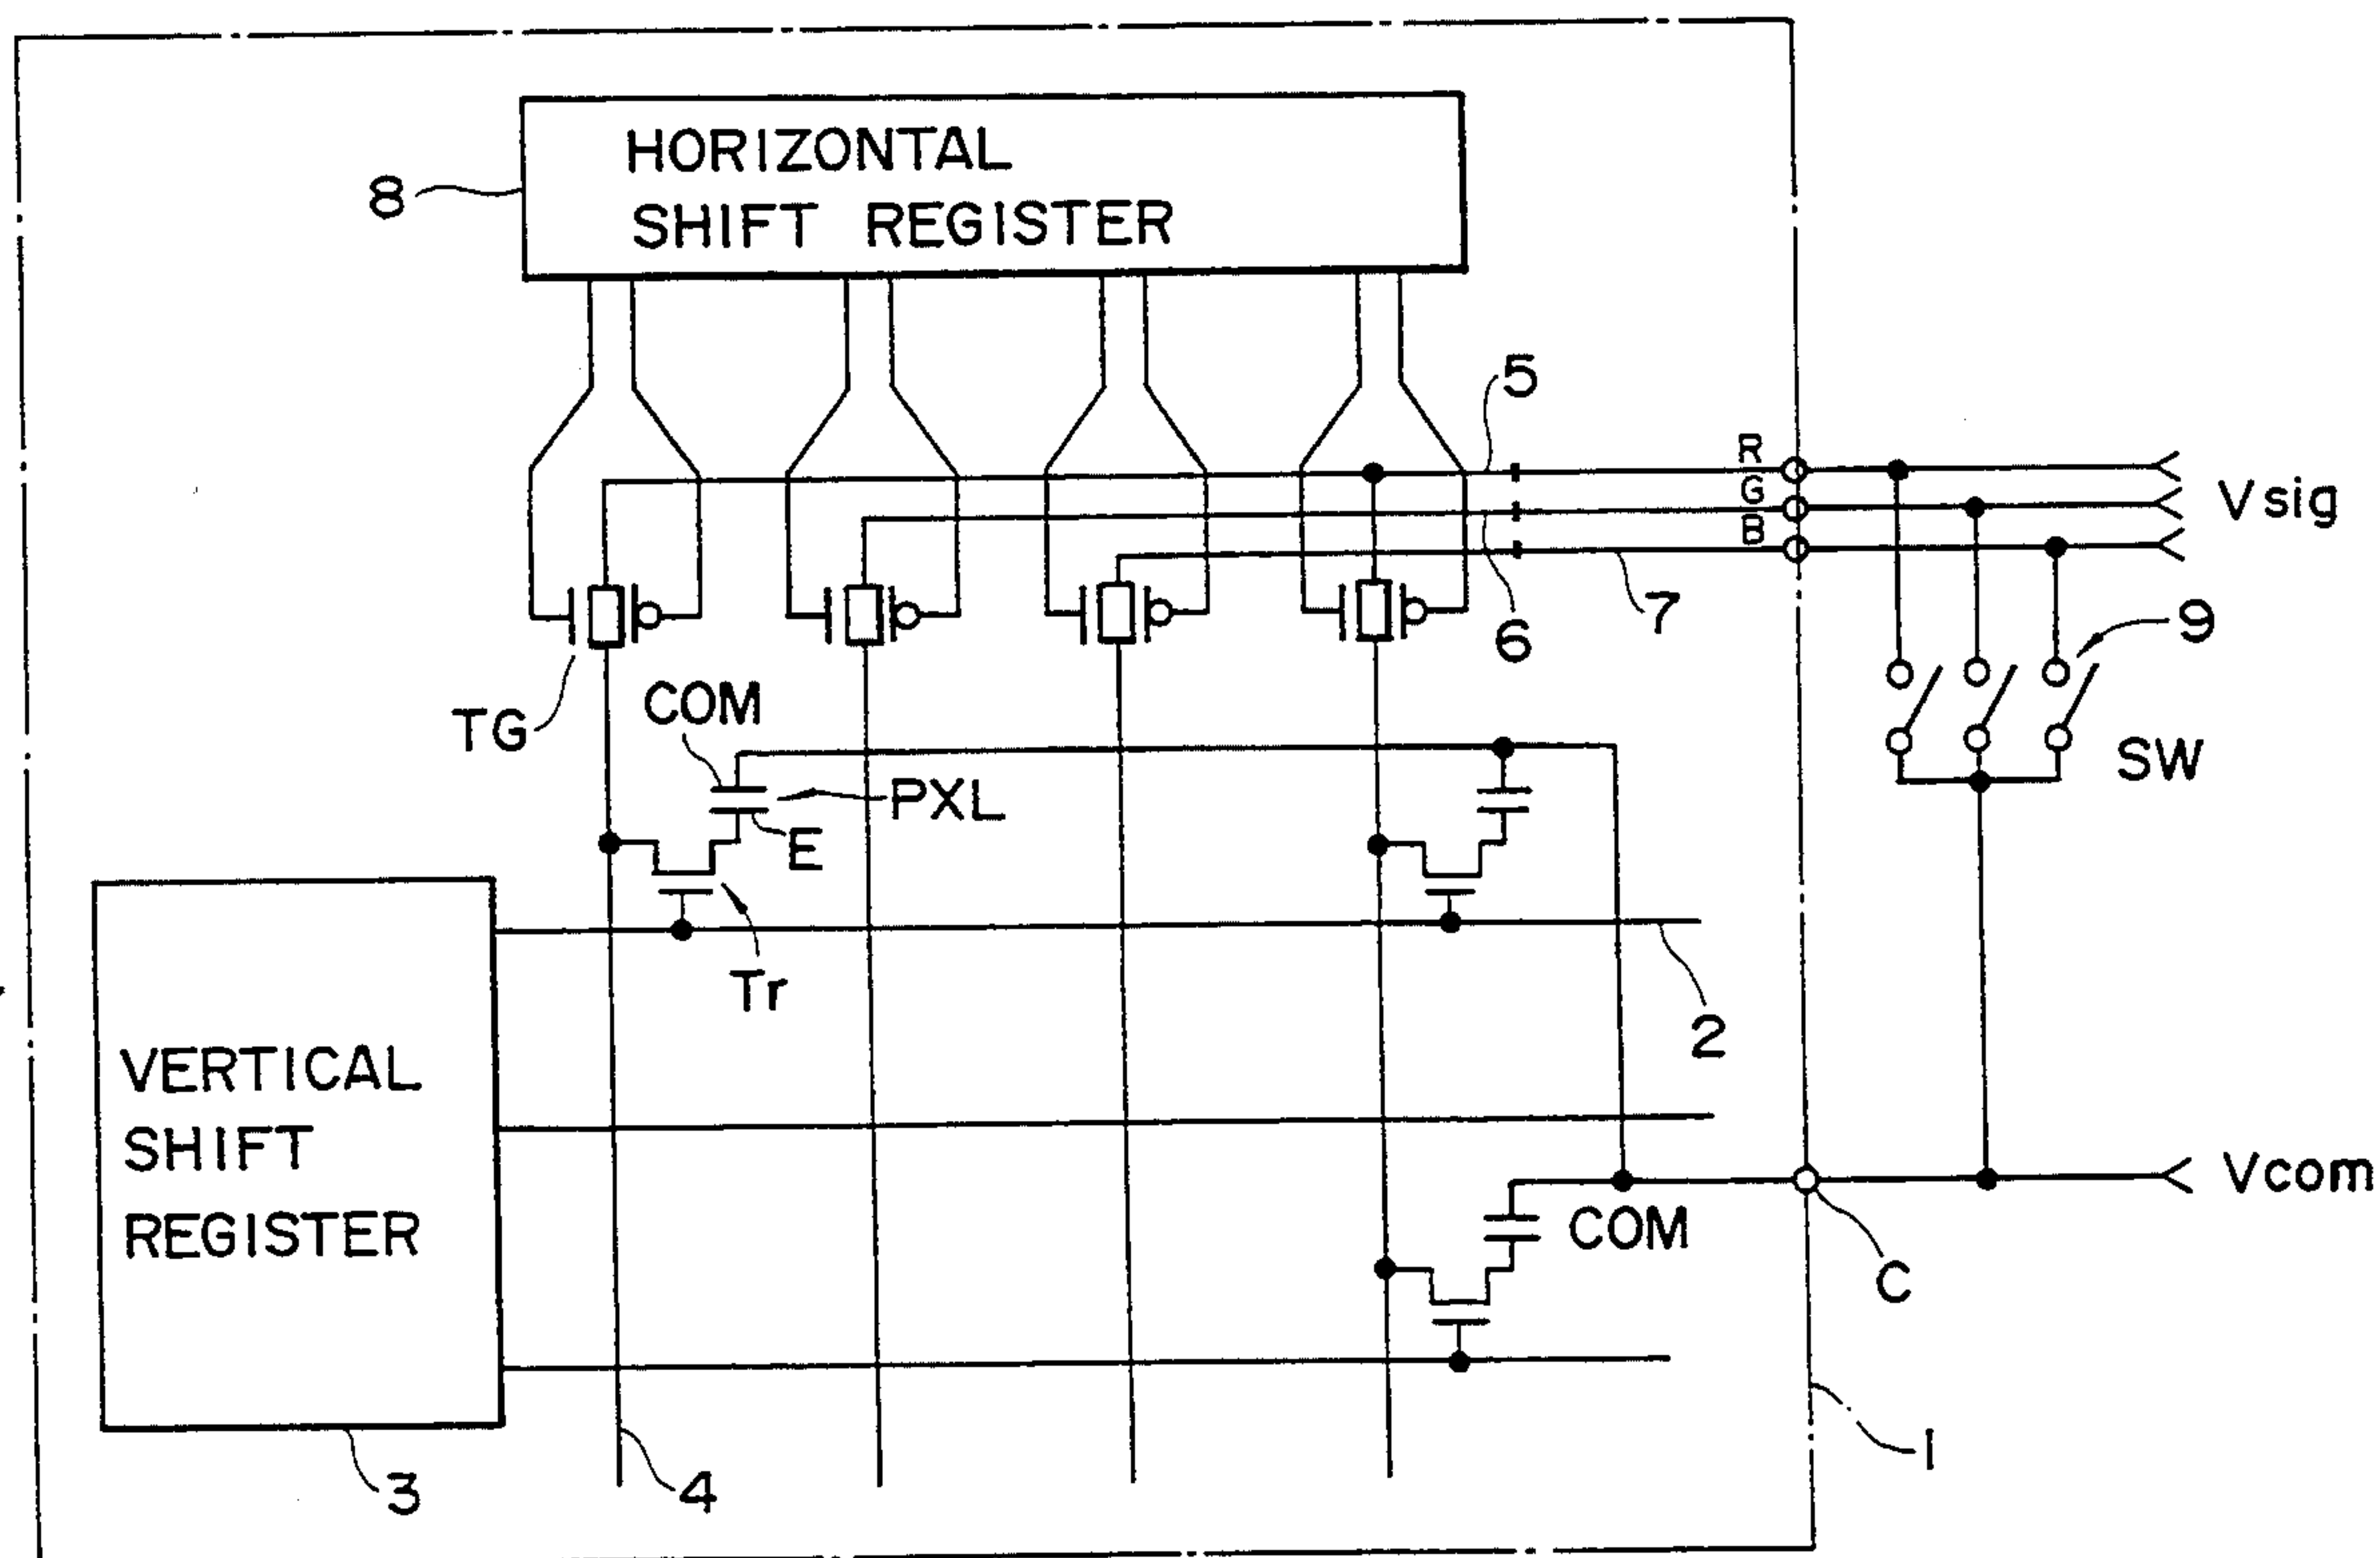 HORIZONTAL
SHIFT REGISTER
8
5
R
G
B
Vsig
6
7
9
TG
COM
PXL
E
SW
Tr
2
VERTICAL
SHIFT
REGISTER
Vcom
COM
C
1
3
4